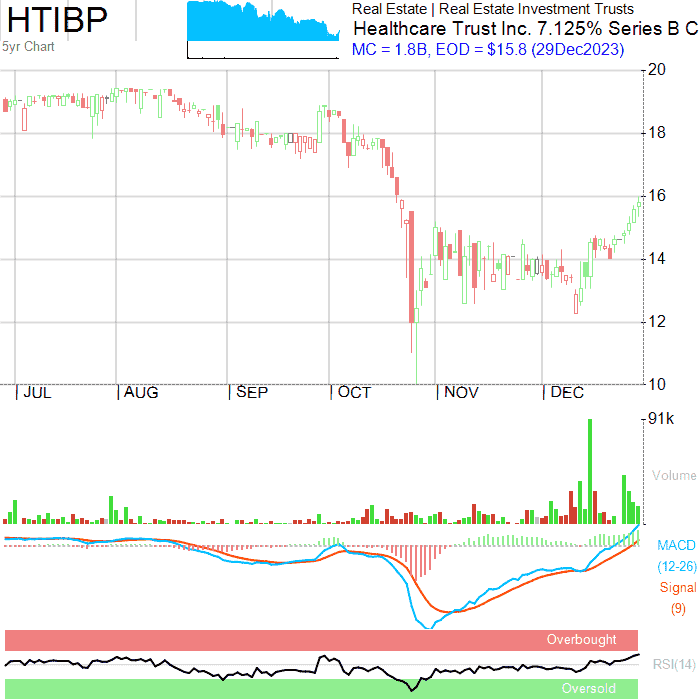 HTIBP
5yr Chart
Real Estate | Real Estate Investment Trusts
Healthcare Trust Inc. 7.125% Series B C
MC = 1.8B, EOD = $15.8 (29Dec2023)
20
18
16
14
12
10
JUL
AUG
SEP
OCT
NOV
DEC
91k
Volume
MACD
(12-26)
Signal
(9)
Overbought
RSI(14)
Oversold